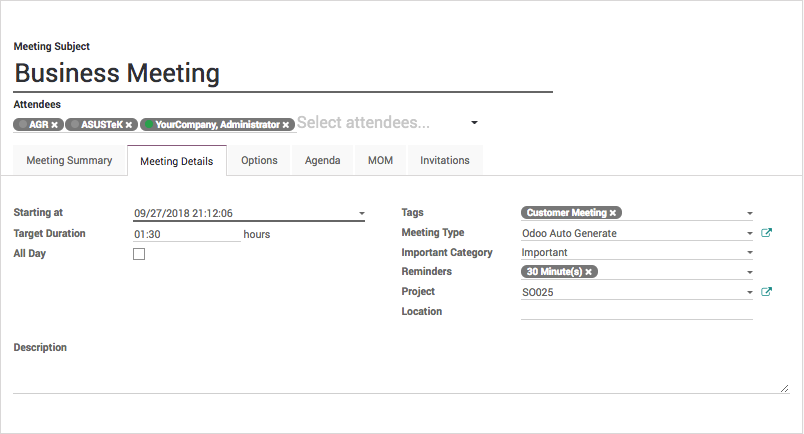 Meeting Subject
Business Meeting
Attendees
AGR × ASUSTeK × YourCompany, Administrator × Select attendees...
Meeting Summary Meeting Details Options Agenda MOM Invitations
Starting at 09/27/2018 21:12:06 Tags Customer Meeting ×
Target Duration 01:30 hours Meeting Type Odoo Auto Generate
All Day Important Category Important
Reminders 30 Minute(s) ×
Project SO025
Location
Description